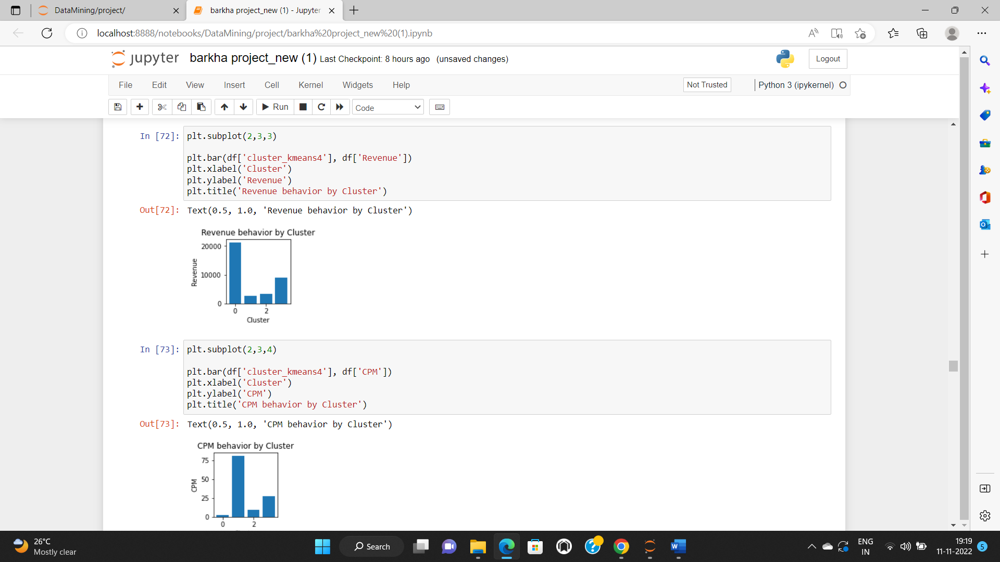 DataMining/project/
barkha project_new (1) - Jupyter
localhost:8888/notebooks/DataMining/project/barkha%20project_new%20(1).ipynb
jupyter barkha project_new (1) Last Checkpoint: 8 hours ago (unsaved changes)
Logout
File Edit View Insert Cell Kernel Widgets Help
Not Trusted
Python 3 (ipykernel)
Run
Code
In [72]: plt.subplot(2,3,3)
plt.bar(df['cluster_kmeans4'], df['Revenue'])
plt.xlabel('Cluster')
plt.ylabel('Revenue')
plt.title('Revenue behavior by Cluster')
Out[72]: Text(0.5, 1.0, 'Revenue behavior by Cluster')
Revenue behavior by Cluster
20000
10000
0
Revenue
0 2
Cluster
In [73]: plt.subplot(2,3,4)
plt.bar(df['cluster_kmeans4'], df['CPM'])
plt.xlabel('Cluster')
plt.ylabel('CPM')
plt.title('CPM behavior by Cluster')
Out[73]: Text(0.5, 1.0, 'CPM behavior by Cluster')
CPM behavior by Cluster
75
50
25
0
CPM
0 2
26°C
Mostly clear
Search
ENG
IN
19:19
11-11-2022
5